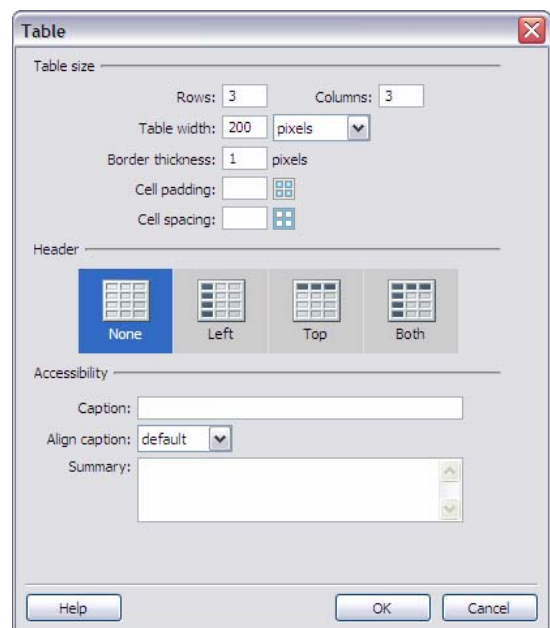 Table
Table size
Rows: 3 Columns: 3
Table width: 200 pixels
Border thickness: 1 pixels
Cell padding:
Cell spacing:
Header
None Left Top Both
Accessibility
Caption:
Align caption: default
Summary:
Help OK Cancel